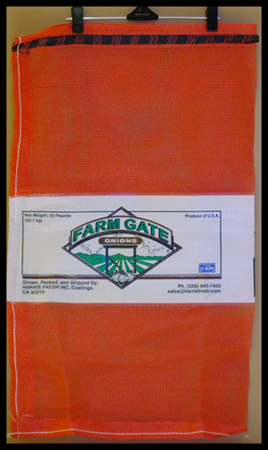 Net Weight: 50 Pounds
(22.7 kg)
Produce of U.S.A.
FARM GATE
ONIONS
Grown, Packed, and Shipped By:
HARRIS FRESH INC./Coalinga,
CA 93210
Ph. (559) 945-7400
sales@harrisfresh.com